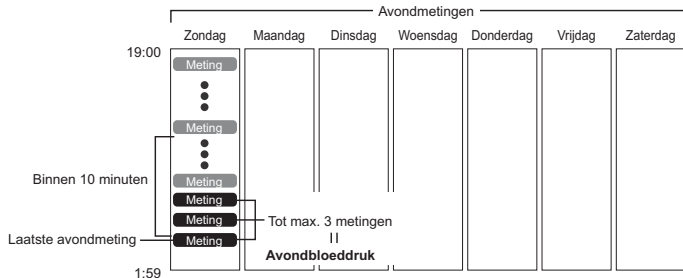 Avondmetingen
Zondag Maandag Dinsdag Woensdag Donderdag Vrijdag Zaterdag
19:00
Meting
Meting
Binnen 10 minuten
Meting
Meting
Meting
Tot max. 3 metingen
Laatste avondmeting
Meting
=
Avondbloeddruk
1:59